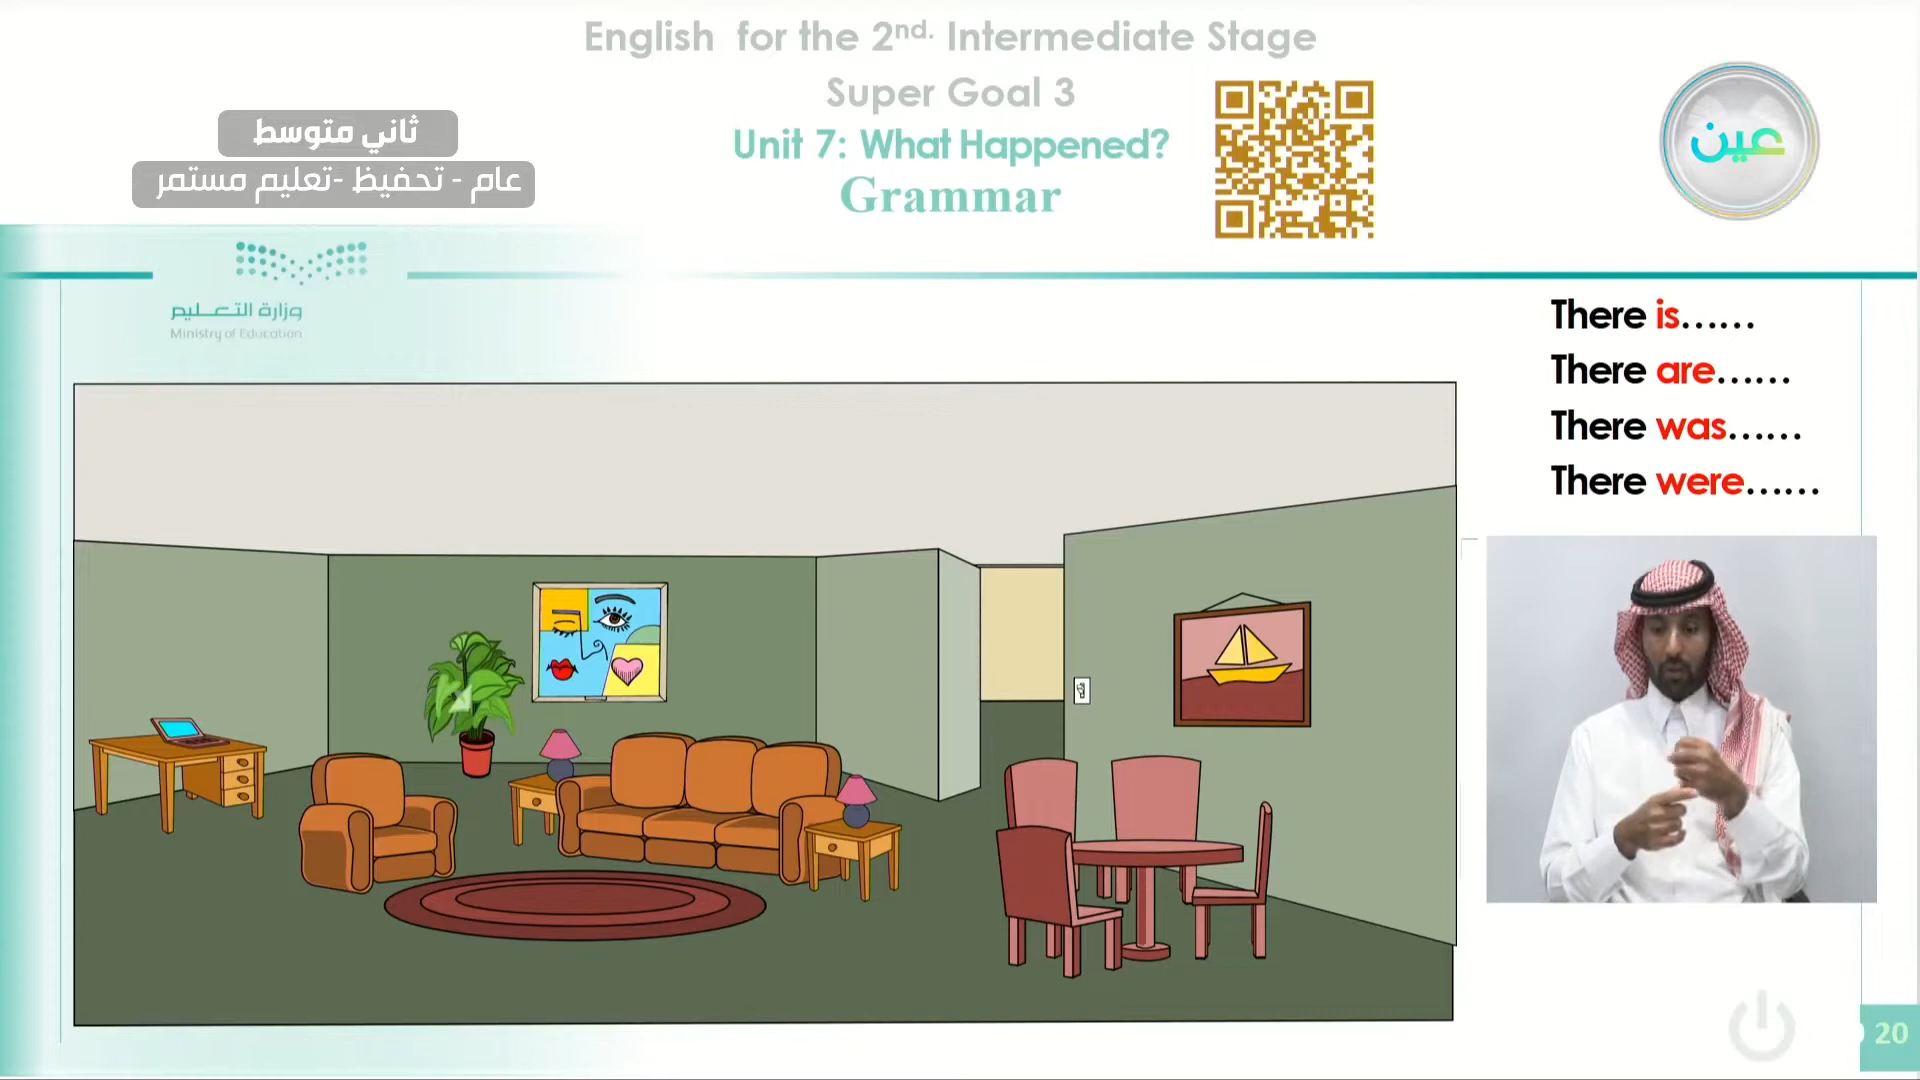 English for the 2nd. Intermediate Stage
Super Goal 3
Unit 7: What Happened?
Grammar
ثاني متوسط
عام - تحفيظ -تعليم مستمر
عين
وزارة التعليم
Ministry of Education
There is......
There are......
There was......
There were......
20